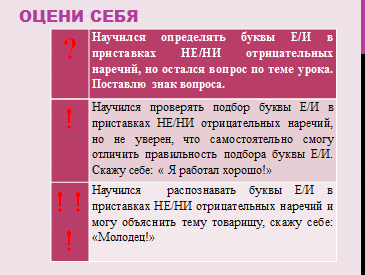 ОЦЕНИ СЕБЯ
?
Научился определять буквы Е/И в
приставках НЕ/НИ отрицательных
наречий, но остался вопрос по теме урока.
Поставлю знак вопроса.
!
Научился проверять подбор буквы Е/И в
приставках НЕ/НИ отрицательных наречий,
но не уверен, что самостоятельно смогу
отличить правильность подбора буквы Е/И.
Скажу себе: « Я работал хорошо!»
! !
!
Научился распознавать буквы Е/И в
приставках НЕ/НИ отрицательных наречий и
могу объяснить тему товарищу, скажу себе:
«Молодец!»